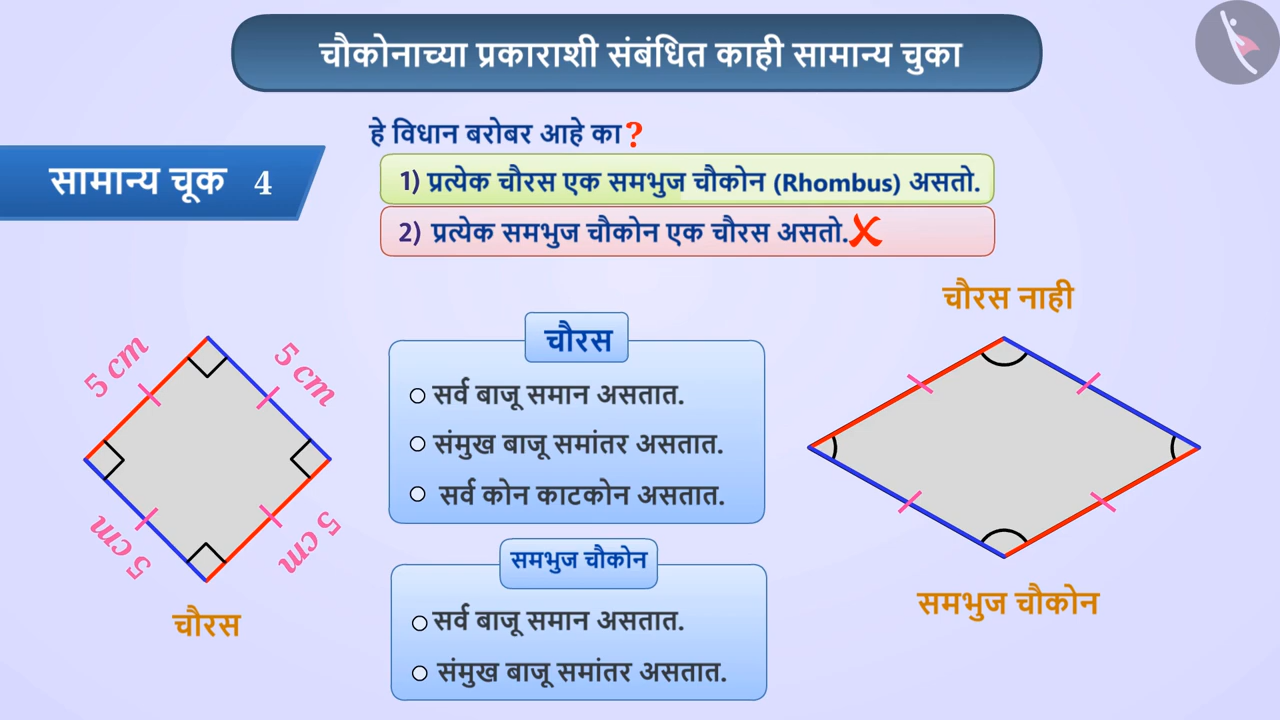 चौकोनाच्या प्रकाराशी संबंधित काही सामान्य चुका
सामान्य चूक 4
हे विधान बरोबर आहे का?
1) प्रत्येक चौरस एक समभुज चौकोन (Rhombus) असतो.
2) प्रत्येक समभुज चौकोन एक चौरस असतो.
5 cm
5 cm
5 cm
5 cm
चौरस
चौरस
सर्व बाजू समान असतात.
संमुख बाजू समांतर असतात.
सर्व कोन काटकोन असतात.
समभुज चौकोन
सर्व बाजू समान असतात.
संमुख बाजू समांतर असतात.
चौरस नाही
समभुज चौकोन